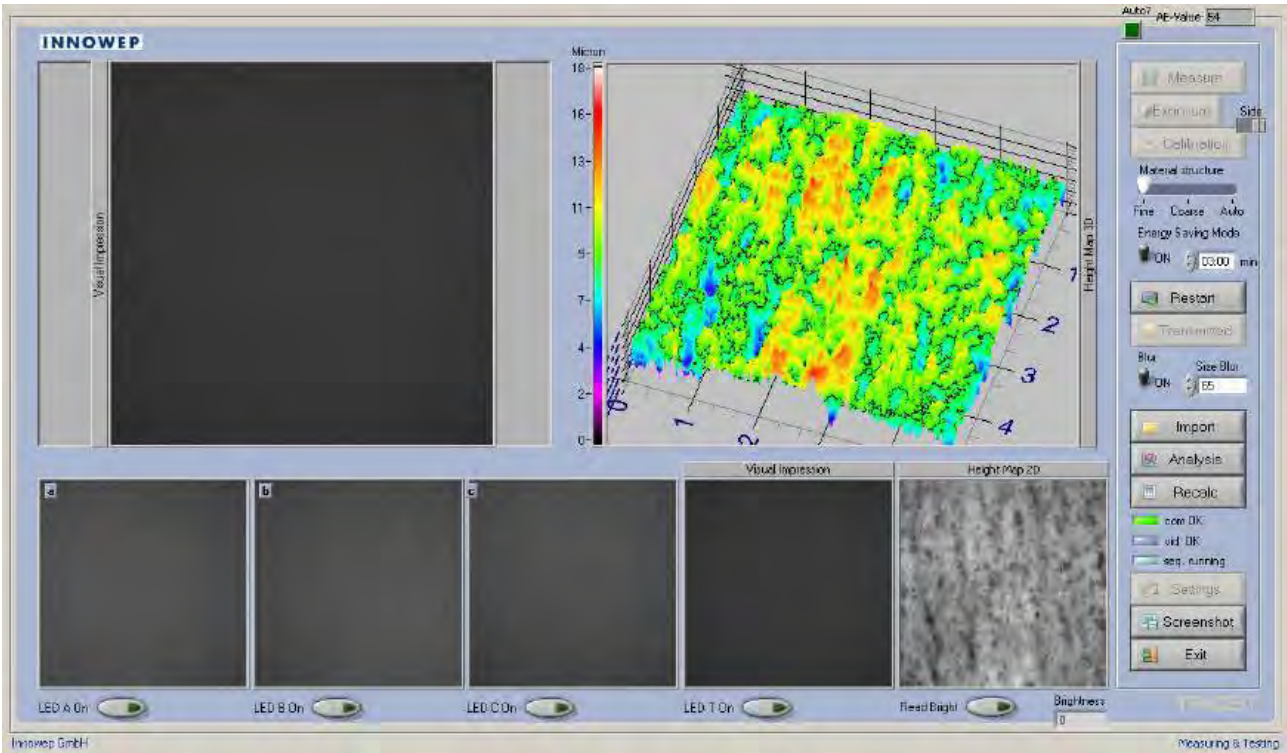 Auto?
AE-Value 54
INNOWEP
Micron
18
16
13
11
9
7
4
2
0
Visual Impression
Height Map 3D
0
1
2
1
2
3
4
Measure
Side
Calibration
Material structure
Fine Coarse Auto
Energy Saving Mode
ON 03:00 min
Restart
Blur
Size Blur
ON 65
Import
Analysis
Recalc
com OK
vid. OK
seq. running
Settings
Screenshot
Exit
Visual Impression
Height Map 2D
a
b
c
LED A On
LED B On
LED C On
LED T On
Read Bright
Brightness
0
Innowep GmbH
Measuring & Testing